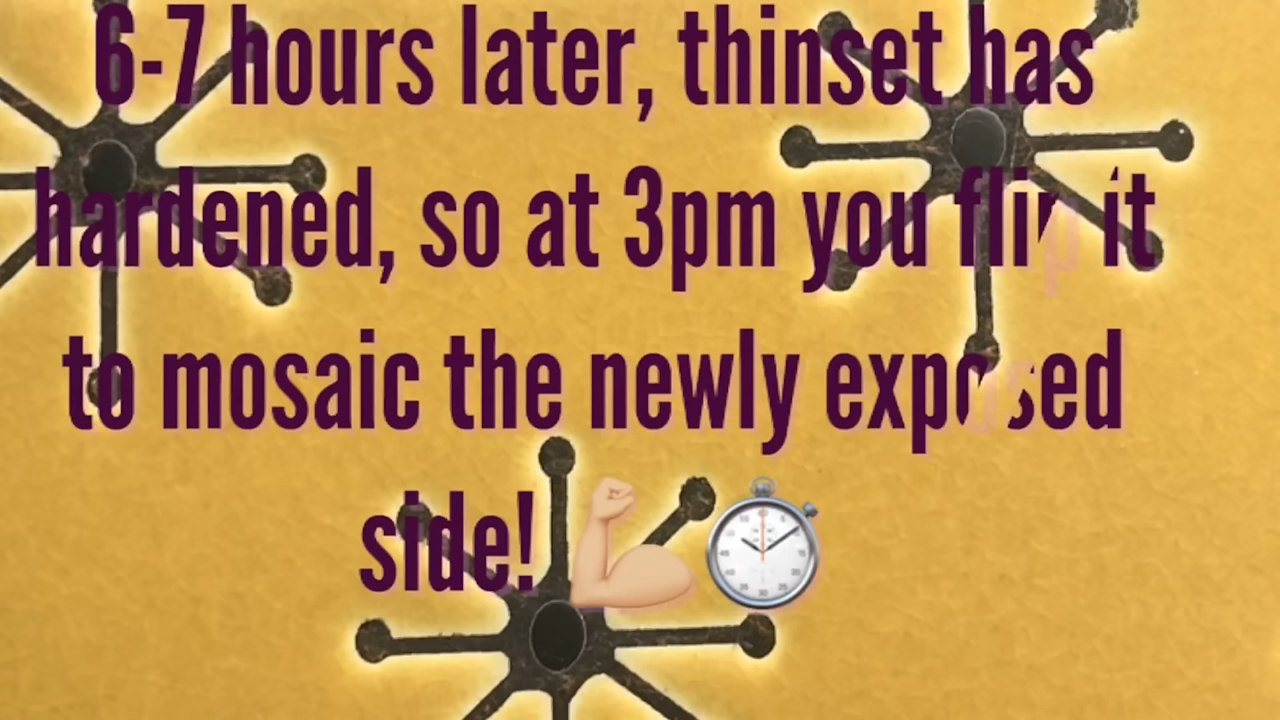 6-7 hours later, thinset has
hardened, so at 3pm you flip it
to mosaic the newly exposed
side! 💪🏼⏱️